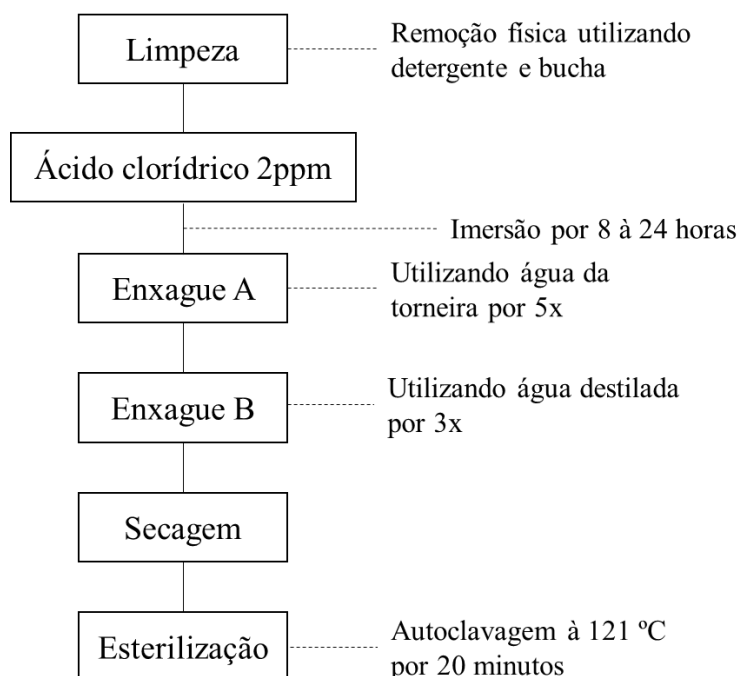 Limpeza
Remoção física utilizando
detergente e bucha
Ácido clorídrico 2ppm
Imersão por 8 à 24 horas
Enxague A
Utilizando água da
torneira por 5x
Enxague B
Utilizando água destilada
por 3x
Secagem
Esterilização
Autoclavagem à 121 ºC
por 20 minutos